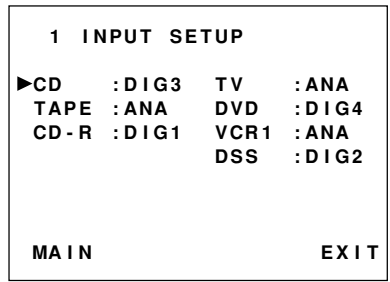 1 INPUT SETUP
▶CD :DIG3 TV :ANA
TAPE :ANA DVD :DIG4
CD-R :DIG1 VCR1 :ANA
DSS :DIG2
MAIN EXIT